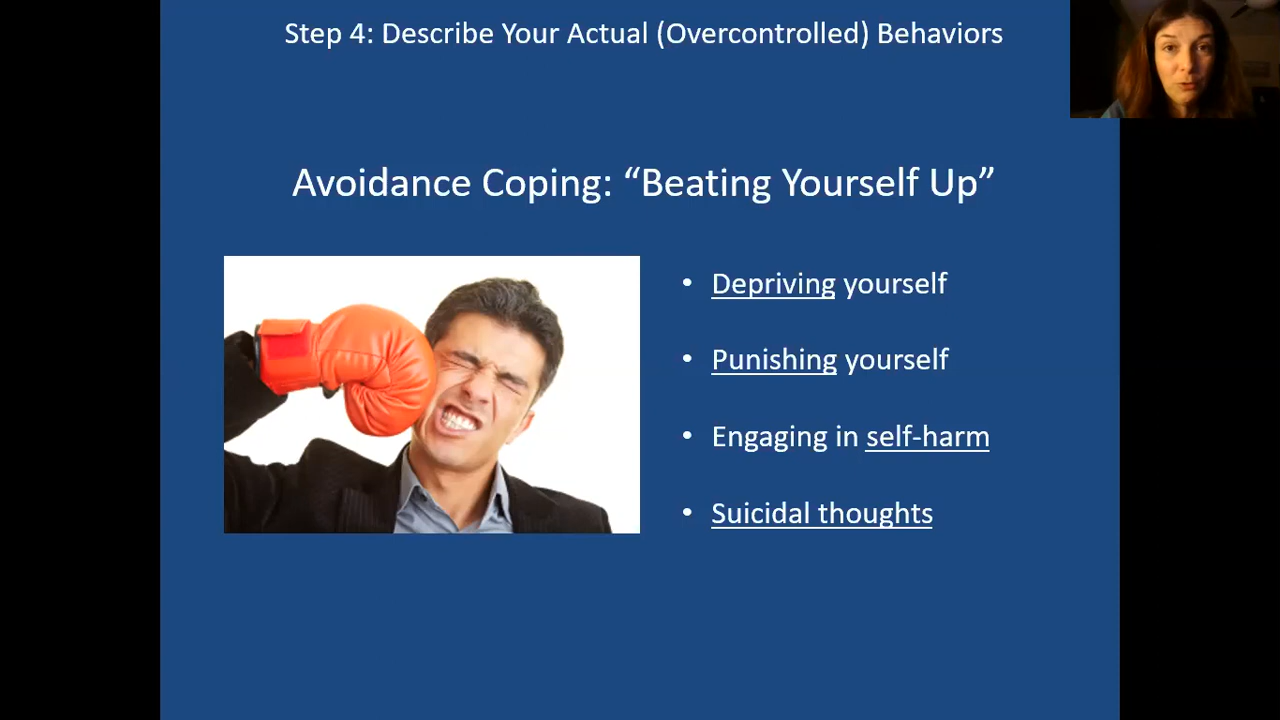 Step 4: Describe Your Actual (Overcontrolled) Behaviors
Avoidance Coping: “Beating Yourself Up”
• Depriving yourself
• Punishing yourself
• Engaging in self-harm
• Suicidal thoughts